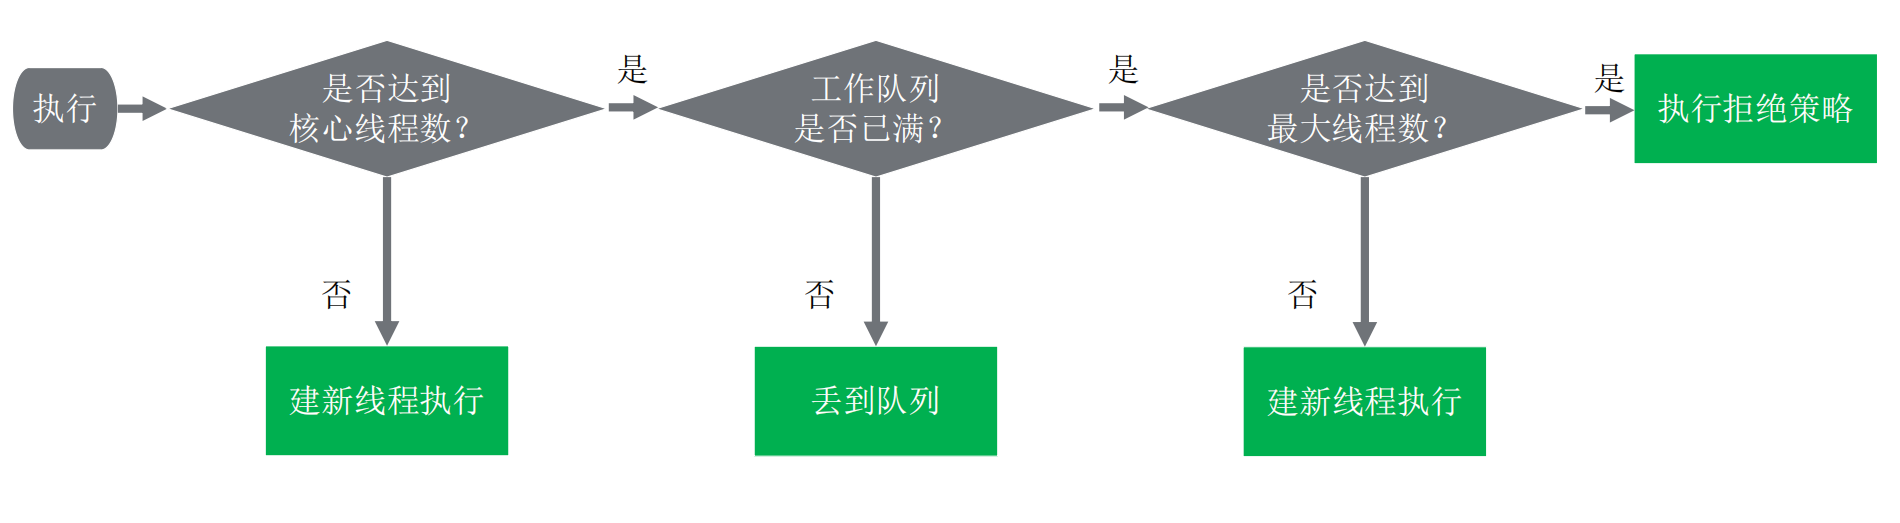 执行
是否达到
核心线程数？
是
工作队列
是否已满？
是
是否达到
最大线程数？
是
执行拒绝策略
否
否
否
建新线程执行
丢到队列
建新线程执行